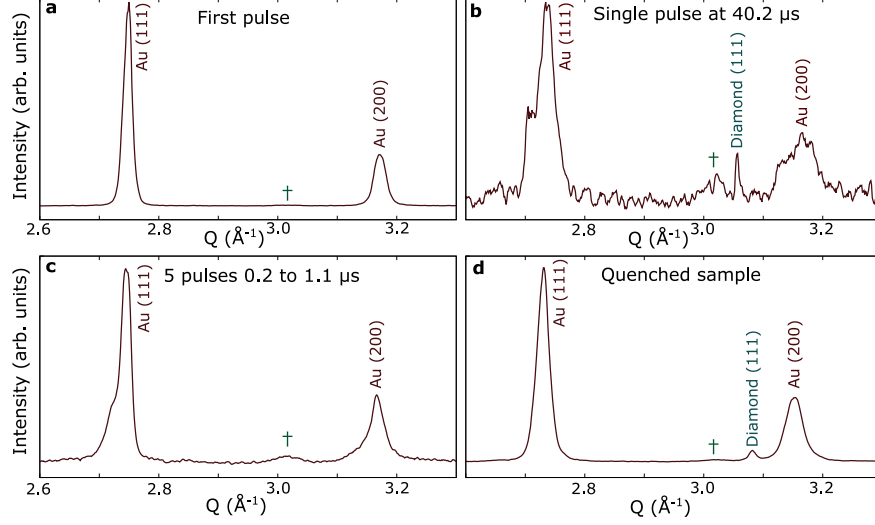 a
First pulse
Au (111)
Au (200)
†
Intensity (arb. units)
2.6
2.8
3.0
3.2
Q (Å⁻¹)
b
Single pulse at 40.2 µs
Au (111)
†
Diamond (111)
Au (200)
2.8
3.0
3.2
Q (Å⁻¹)
c
5 pulses 0.2 to 1.1 µs
Au (111)
Au (200)
†
Intensity (arb. units)
2.6
2.8
3.0
3.2
Q (Å⁻¹)
d
Quenched sample
Au (111)
†
Diamond (111)
Au (200)
2.8
3.0
3.2
Q (Å⁻¹)